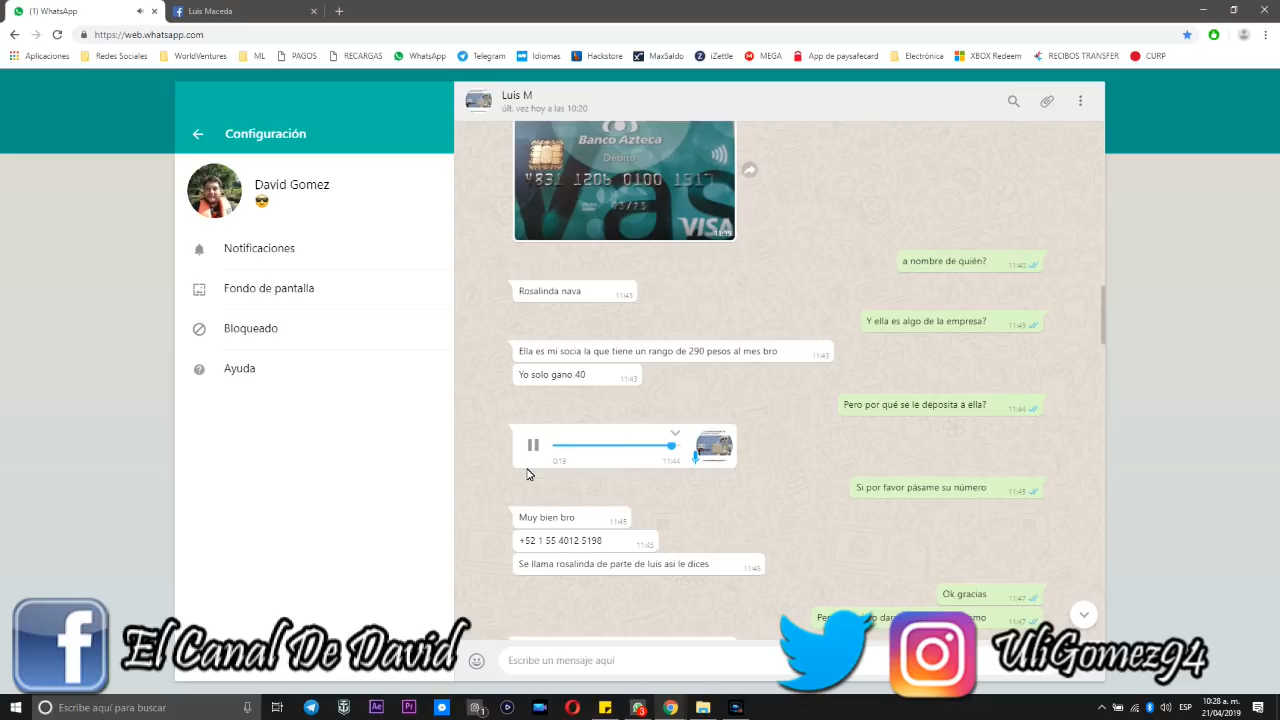 (1) WhatsApp
Luis Maceda
https://web.whatsapp.com
Aplicaciones
Redes Sociales
WorldVentures
ML
PAGOS
RECARGAS
WhatsApp
Telegram
Idiomas
Hackstore
MaxSaldo
iZettle
MEGA
App de paysafecard
Electrónica
XBOX Redeem
RECIBOS TRANSFER
CURP
Configuración
David Gomez
Notificaciones
Fondo de pantalla
Bloqueado
Ayuda
Luis M
últ. vez hoy a las 10:20
Banco Azteca
Débito
VISA
11:39
a nombre de quién? 11:40
Rosalinda nava. 11:43
Y ella es algo de la empresa? 11:43
Ella es mi socia la que tiene un rango de 290 pesos al mes bro 11:43
Yo solo gano 40 11:43
Pero por qué se le deposita a ella? 11:44
0:19 11:44
Si por favor pásame su número 11:45
Muy bien bro 11:45
+52 1 55 4012 5198 11:45
Se llama rosalinda de parte de luis asi le dices 11:45
Ok gracias 11:47
11:47
Escribe un mensaje aquí
El Canal De David
UliGomez94
Escribe aquí para buscar
ESP
10:28 a. m.
21/04/2019